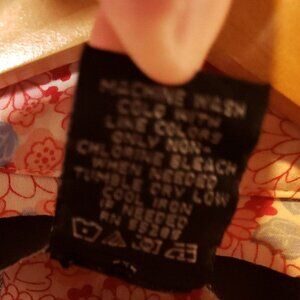 MACHINE WASH
COLD WITH
LIKE COLORS
ONLY NON-
CHLORINE BLEACH
WHEN NEEDED
TUMBLE DRY LOW
COOL IRON
IF NEEDED
RN